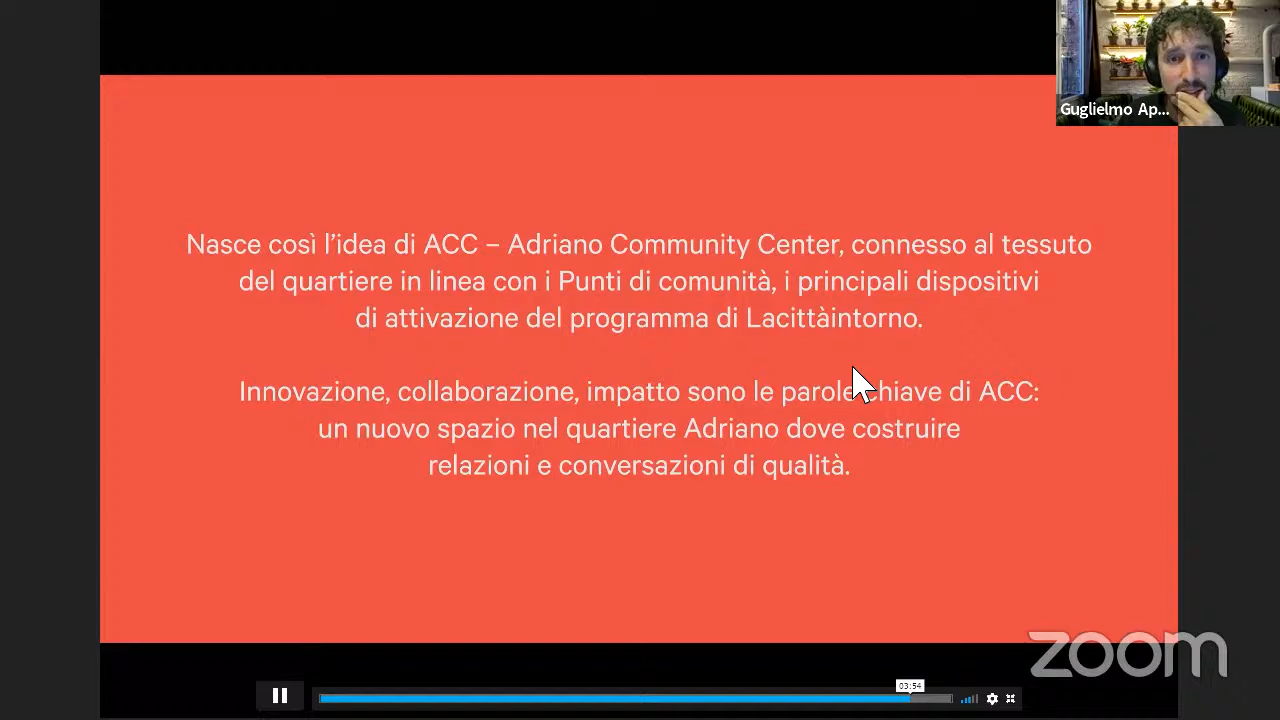 Guglielmo Ap...
Nasce così l'idea di ACC – Adriano Community Center, connesso al tessuto
del quartiere in linea con i Punti di comunità, i principali dispositivi
di attivazione del programma di Lacittàintorno.
Innovazione, collaborazione, impatto sono le parole chiave di ACC:
un nuovo spazio nel quartiere Adriano dove costruire
relazioni e conversazioni di qualità.
zoom
03:54